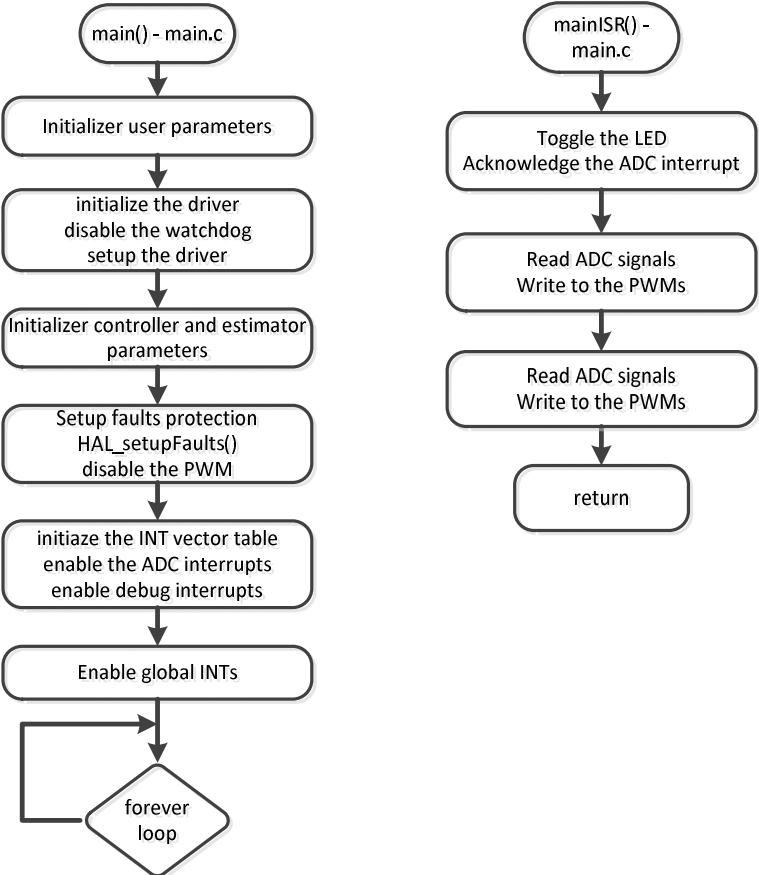 main() - main.c
Initializer user parameters
initialize the driver
disable the watchdog
setup the driver
Initializer controller and estimator
parameters
Setup faults protection
HAL_setupFaults()
disable the PWM
initiaze the INT vector table
enable the ADC interrupts
enable debug interrupts
Enable global INTs
forever
loop
mainISR() -
main.c
Toggle the LED
Acknowledge the ADC interrupt
Read ADC signals
Write to the PWMs
Read ADC signals
Write to the PWMs
return